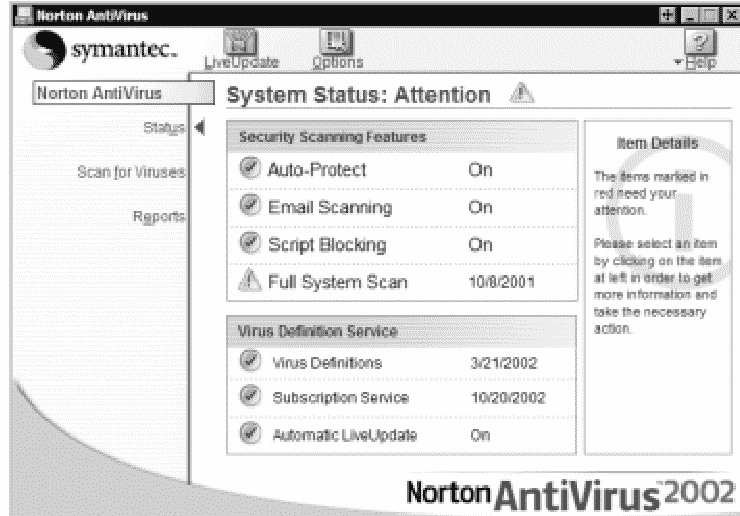 Norton AntiVirus
symantec.
LiveUpdate
Options
Help
Norton AntiVirus
Status
Scan for Viruses
Reports
System Status: Attention
Security Scanning Features
Auto-Protect On
Email Scanning On
Script Blocking On
Full System Scan 10/8/2001
Virus Definition Service
Virus Definitions 3/21/2002
Subscription Service 10/20/2002
Automatic LiveUpdate On
Item Details
The items marked in
red need your
attention.
Please select an item
by clicking on the item
at left in order to get
more information and
take the necessary
action.
Norton AntiVirus™ 2002